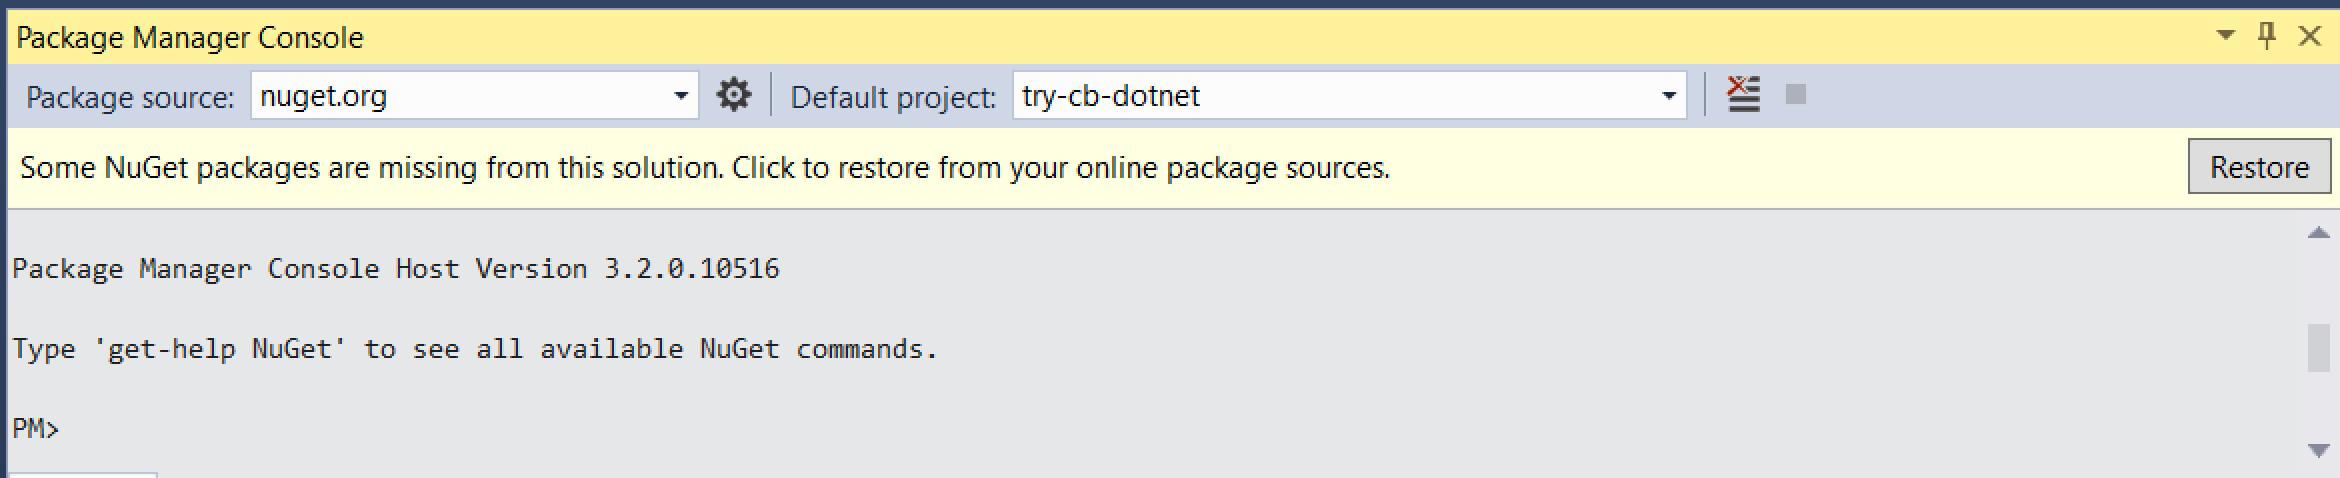 Package Manager Console
Package source: nuget.org Default project: try-cb-dotnet
Some NuGet packages are missing from this solution. Click to restore from your online package sources. Restore
Package Manager Console Host Version 3.2.0.10516
Type 'get-help NuGet' to see all available NuGet commands.
PM>